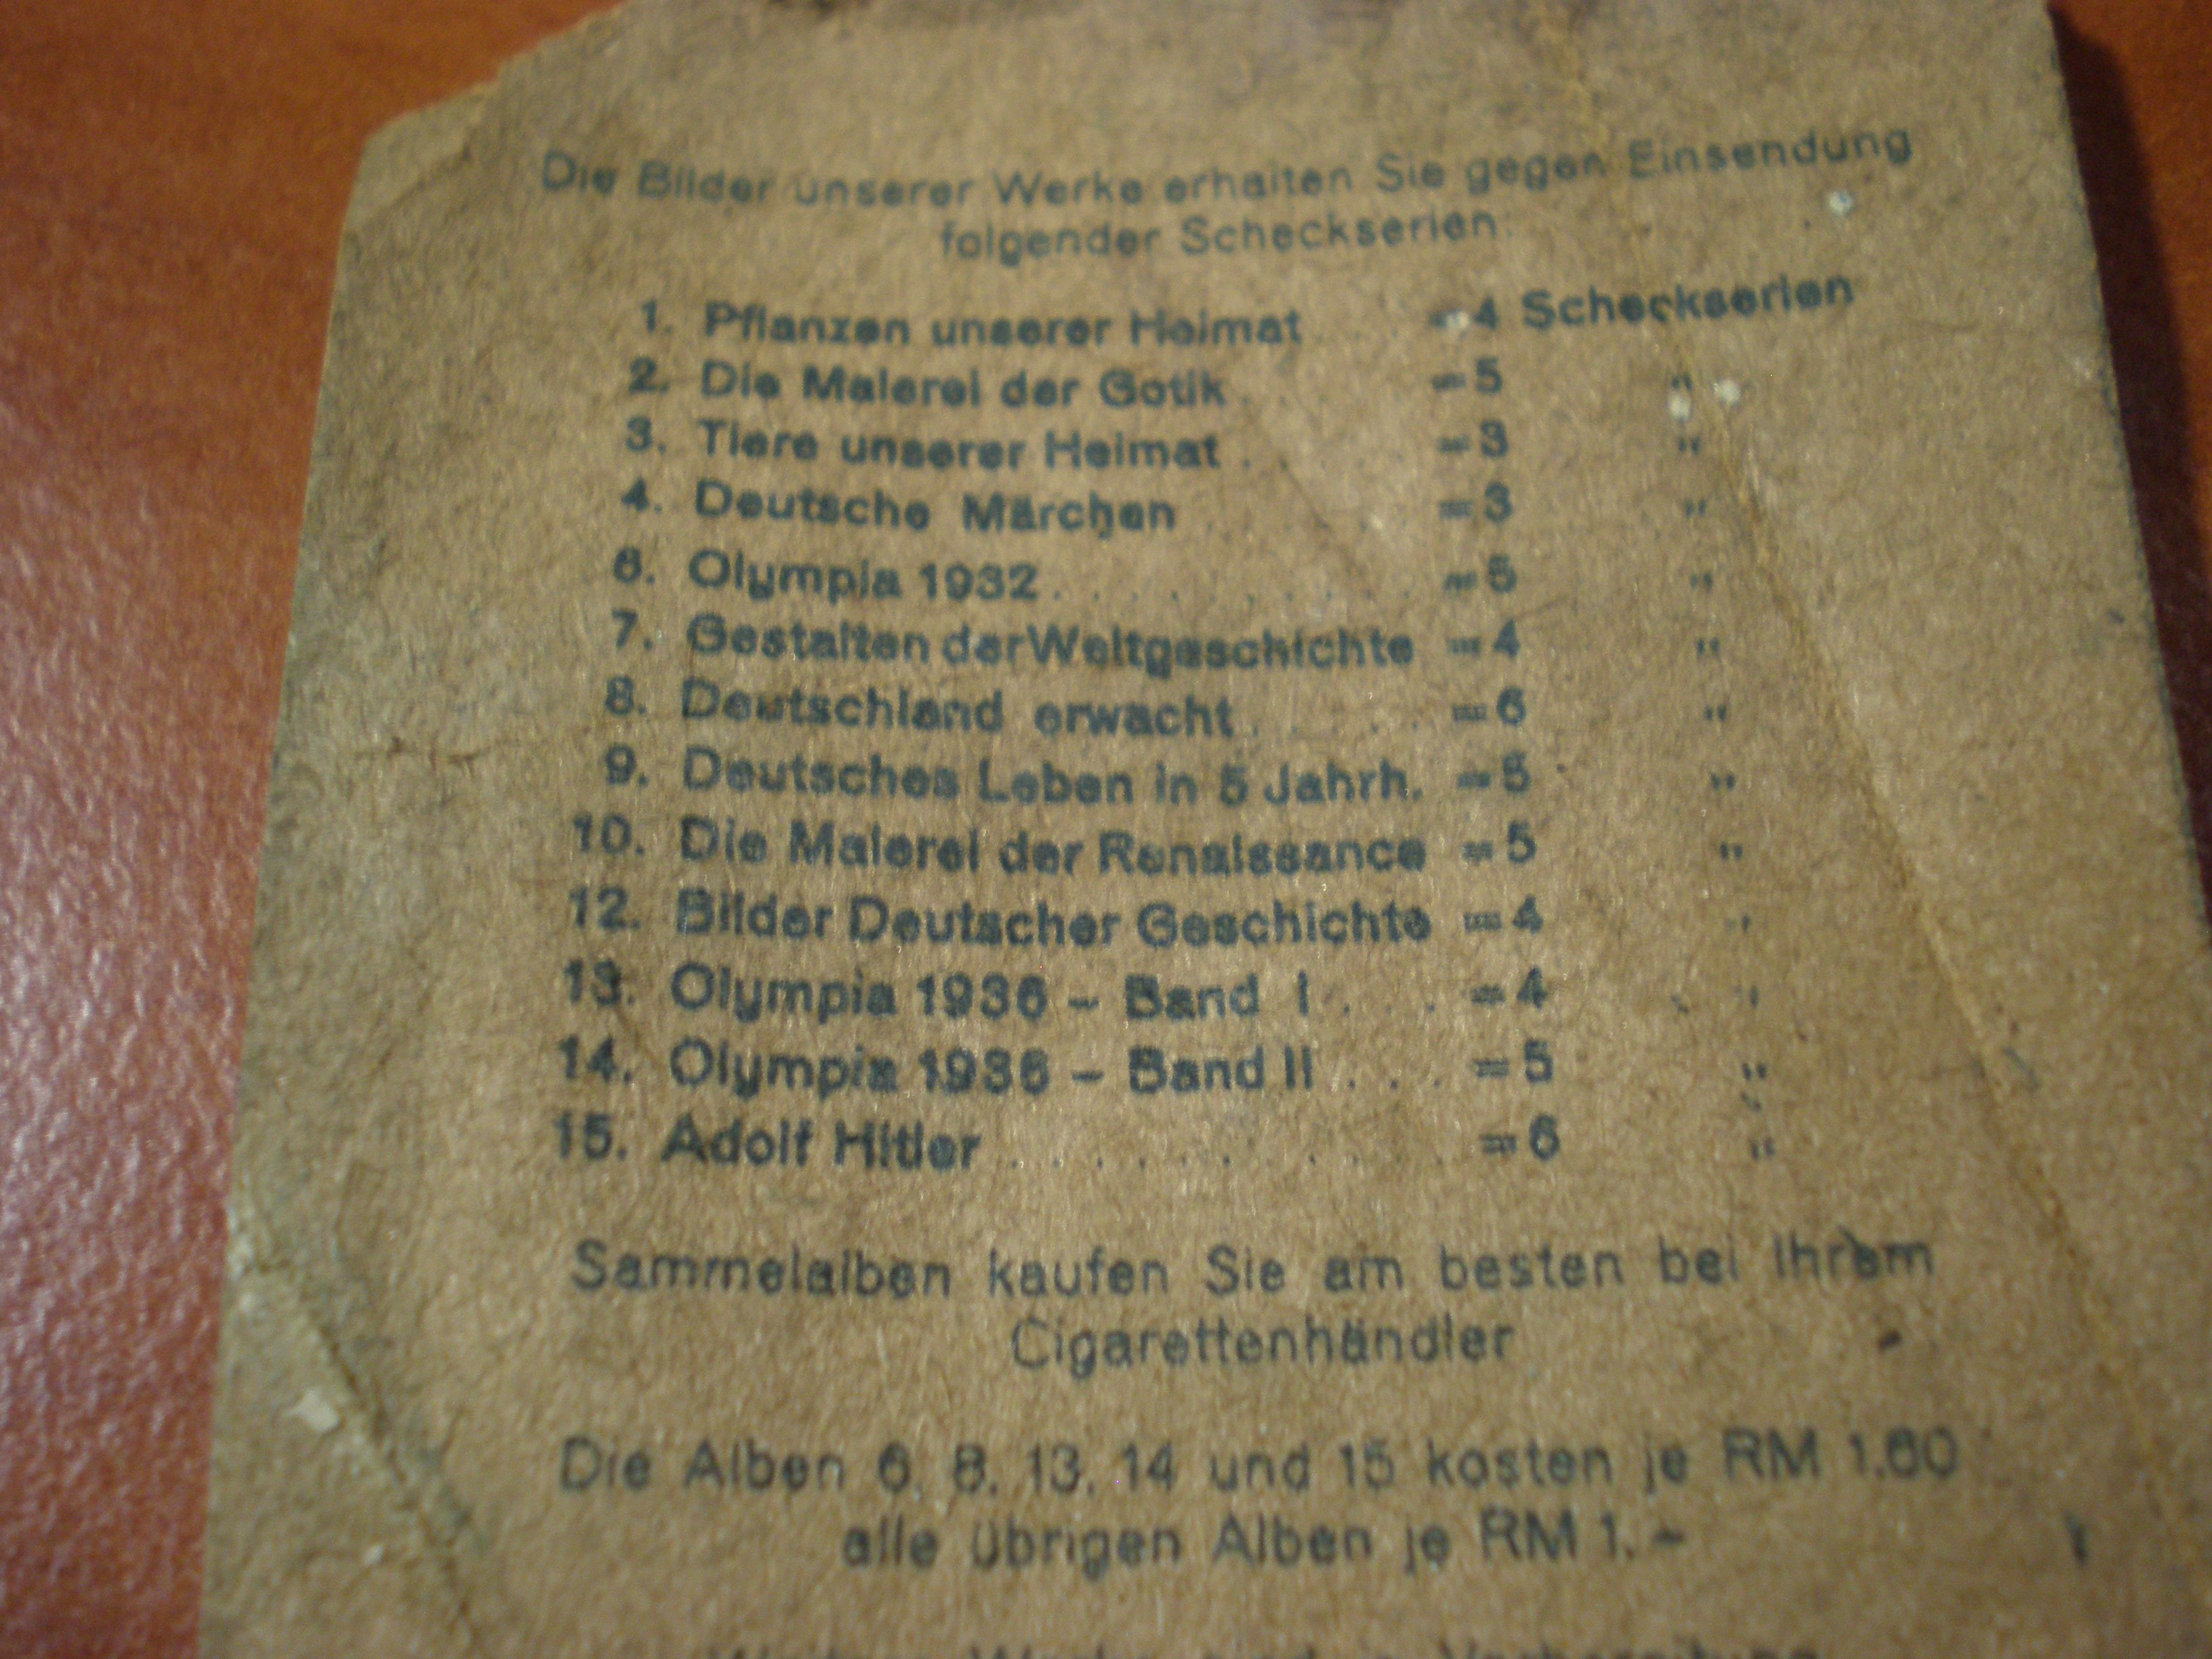 Die Bilder unserer Werke erhalten Sie gegen Einsendung
folgender Scheckserien:
1. Pflanzen unserer Heimat . . . = 4 Scheckserien
2. Die Malerei der Gotik . . . = 5 "
3. Tiere unserer Heimat . . . = 3 "
4. Deutsche Märchen . . . = 3 "
6. Olympia 1932 . . . . . . . . . . = 5 "
7. Gestalten der Weltgeschichte = 4 "
8. Deutschland erwacht . . . . . = 6 "
9. Deutsches Leben in 5 Jahrh. = 5 "
10. Die Malerei der Renaissance = 5 "
12. Bilder Deutscher Geschichte = 4 "
13. Olympia 1936 – Band I . . . = 4 "
14. Olympia 1936 – Band II . . . = 5 "
15. Adolf Hitler . . . . . . . . . . . = 6 "
Sammelalben kaufen Sie am besten bei Ihrem
Cigarettenhändler
Die Alben 6, 8, 13, 14 und 15 kosten je RM 1.60
alle übrigen Alben je RM 1.–